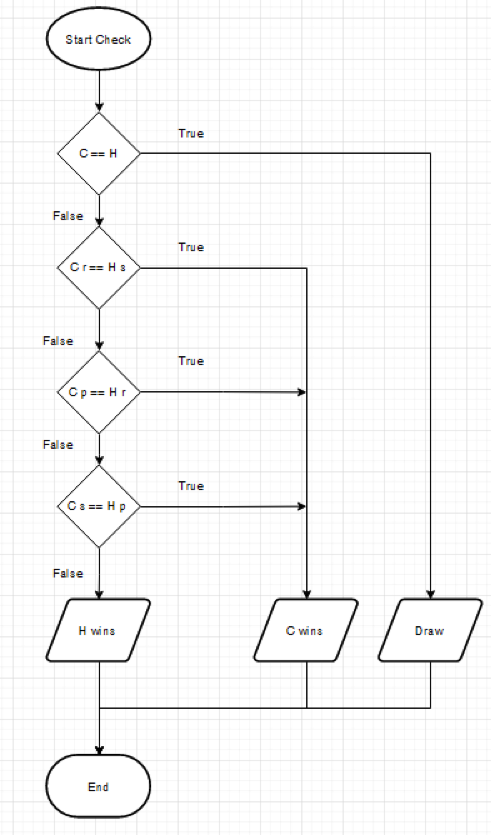 Start Check
True
C == H
False
True
C r == H s
False
True
C p == H r
False
True
C s == H p
False
H wins
C wins
Draw
End